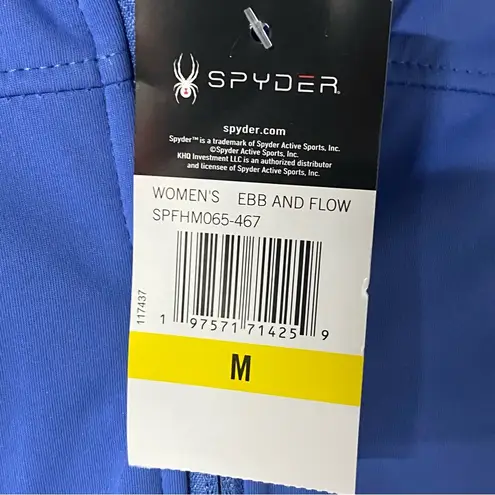 SPYDER
spyder.com
Spyder™ is a trademark of Spyder Active Sports, Inc.
©Spyder Active Sports, Inc.
KHQ Investment LLC is an authorized distributor
and licensee of Spyder Active Sports, Inc.
WOMEN'S EBB AND FLOW
SPFHM065-467
117437
1 97571 71425 9
M